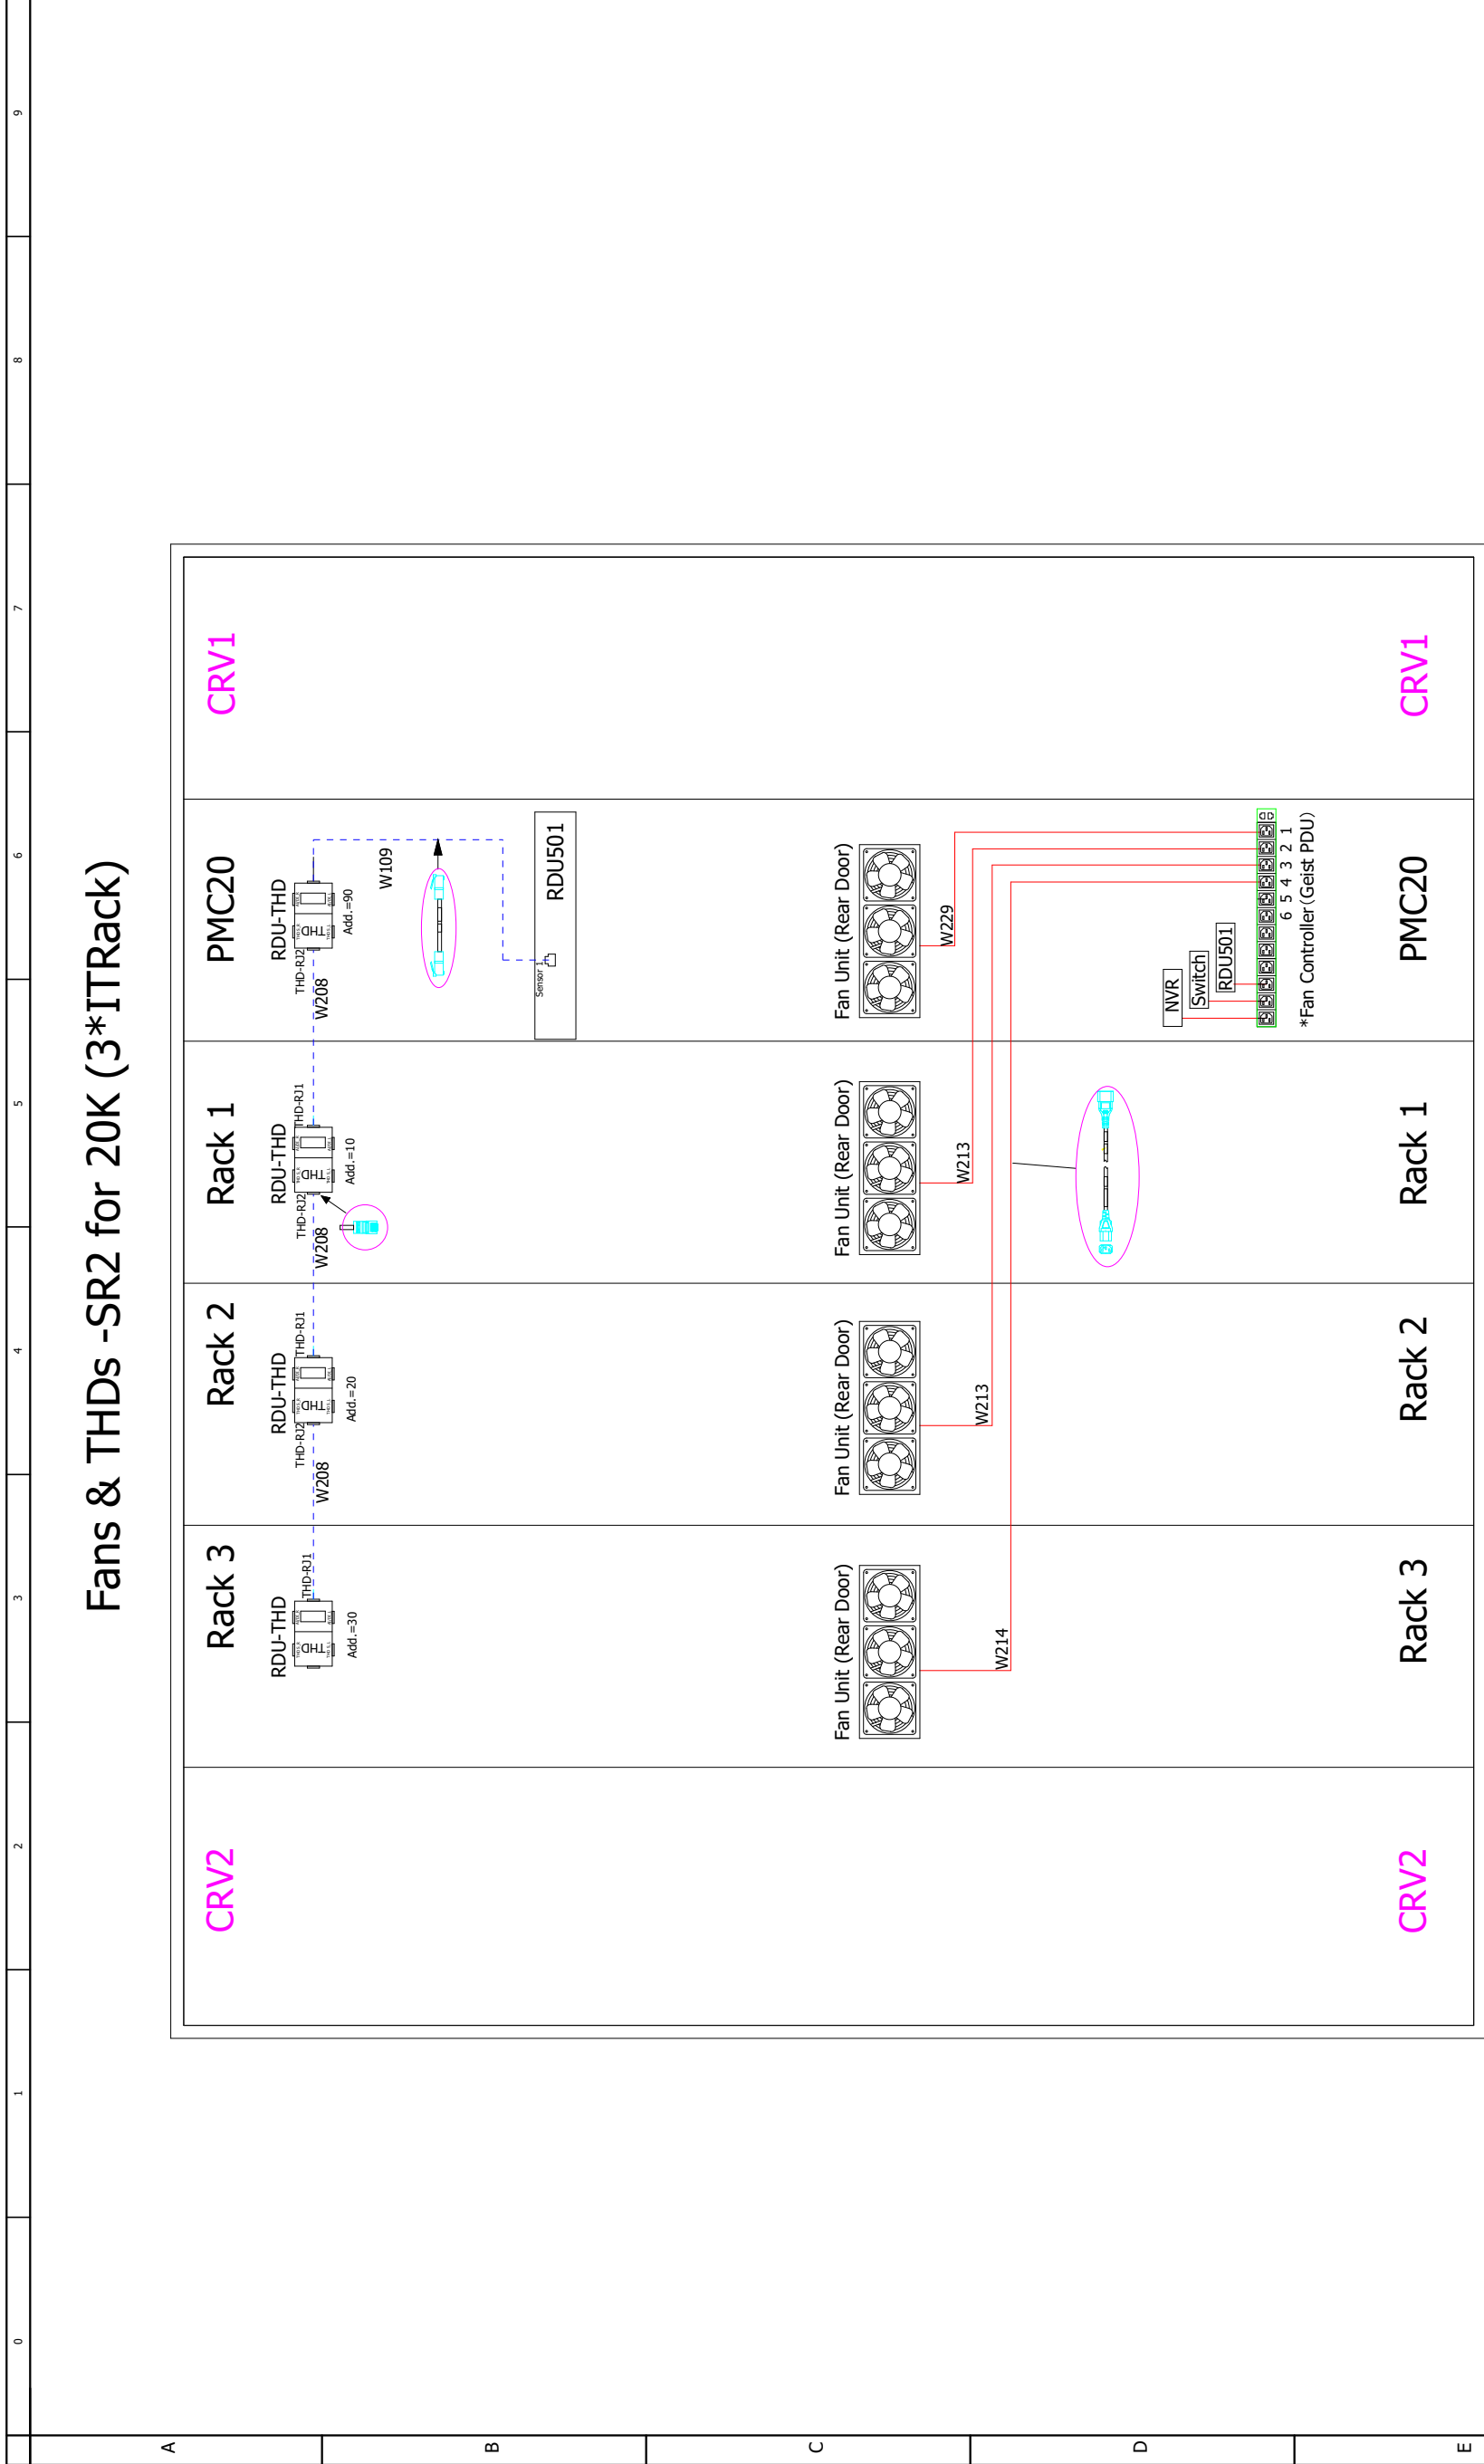 0 1 2 3 4 5 6 7 8 9
A
B
C
D
E
Fans & THDs -SR2 for 20K (3*ITRack)
CRV2
Rack 3
Rack 2
Rack 1
PMC20
CRV1
RDU-THD
RDU-THD
RDU-THD
RDU-THD
THD
THD-RJ1
Add.=30
W208
THD-RJ2
THD
THD-RJ1
Add.=20
W208
THD-RJ2
THD
THD-RJ1
Add.=10
W208
THD-RJ2
THD
Add.=90
W109
Sensor 1
RDU501
Fan Unit (Rear Door)
Fan Unit (Rear Door)
Fan Unit (Rear Door)
Fan Unit (Rear Door)
W229
W213
W213
W214
NVR
Switch
RDU501
6 5 4 3 2 1
*Fan Controller(Geist PDU)
CRV2
Rack 3
Rack 2
Rack 1
PMC20
CRV1